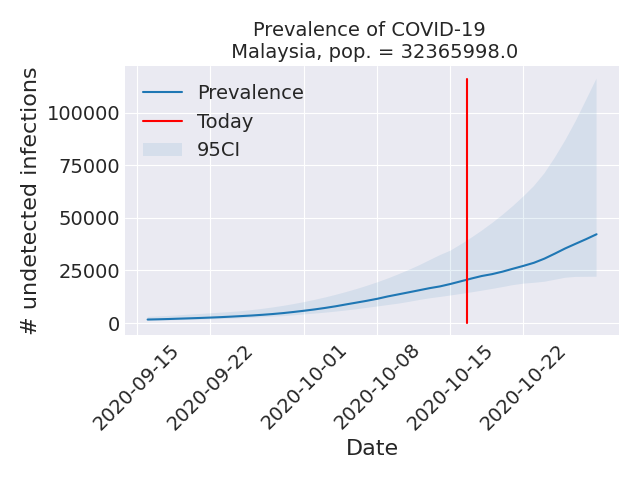 Prevalence of COVID-19
Malaysia, pop. = 32365998.0
# undetected infections
100000
75000
50000
25000
0
Prevalence
Today
95CI
2020-09-15
2020-09-22
2020-10-01
2020-10-08
2020-10-15
2020-10-22
Date